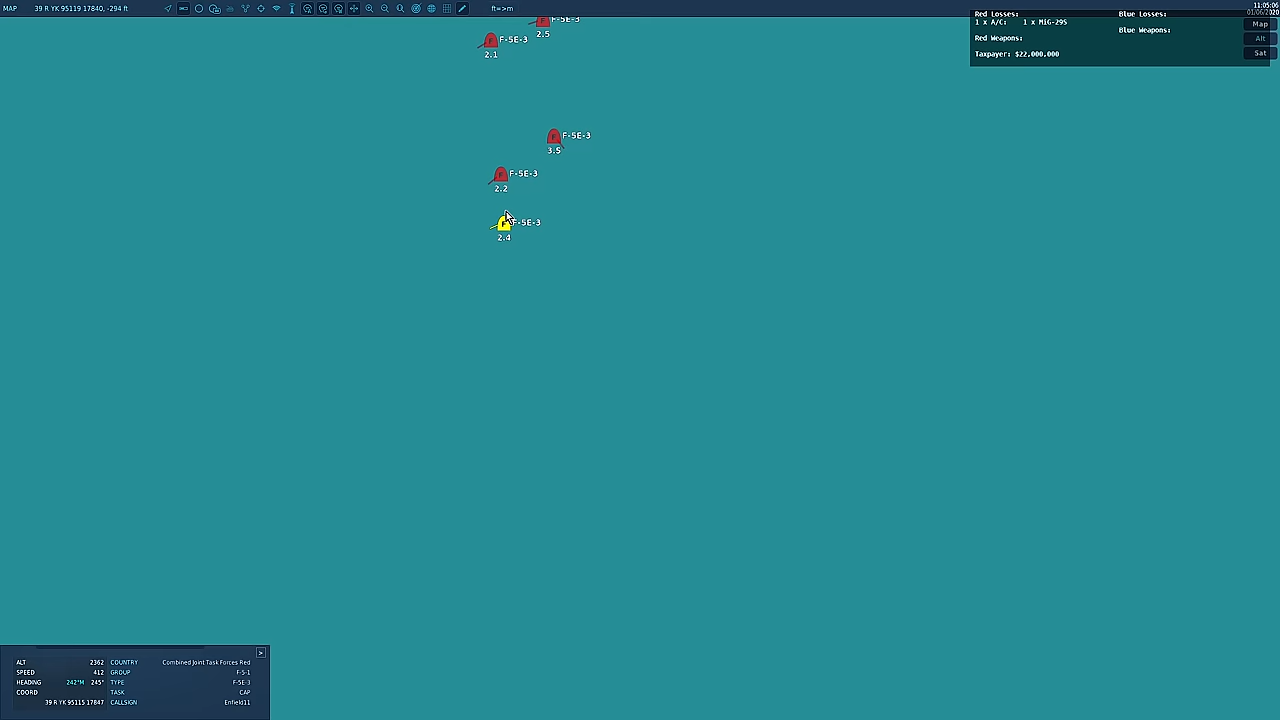 MAP 39 R YK 95119 17840, -294 ft ft=>m 11:05:06
01/06/2020
Red Losses: Blue Losses:
1 x A/C: 1 x MiG-29S
Blue Weapons:
Red Weapons:
Taxpayer: $22,000,000
Map
Alt
Sat
F-5E-3
2.5
F-5E-3
2.1
F-5E-3
3.5
F-5E-3
2.2
F F-5E-3
2.4
>
ALT 2362 COUNTRY Combined Joint Task Forces Red
SPEED 412 GROUP F-5-1
HEADING 242°M 245° TYPE F-5E-3
COORD TASK CAP
39 R YK 95115 17847 CALLSIGN Enfield11